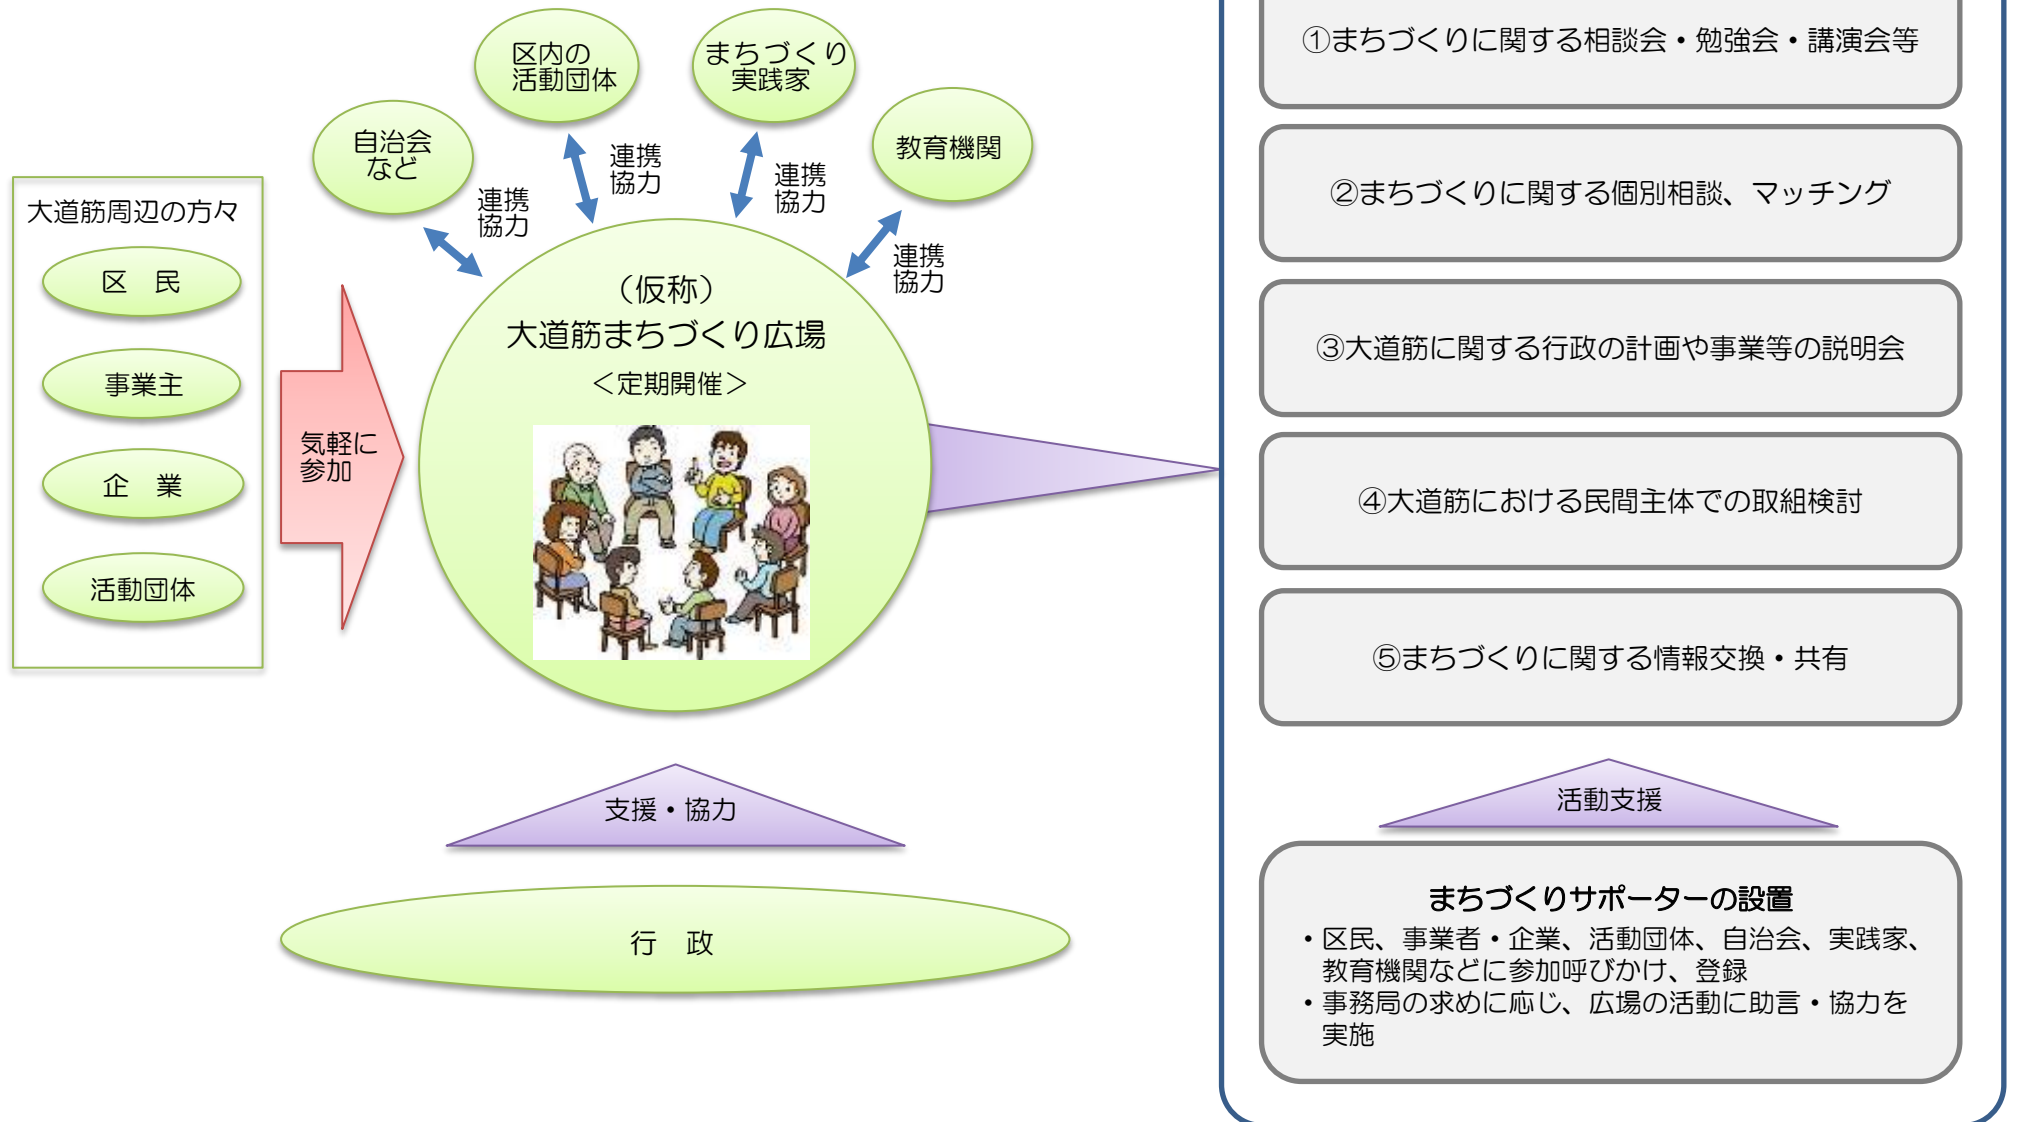 大道筋周辺の方々
区　民
事業主
企　業
活動団体
気軽に
参加
自治会
など
区内の
活動団体
まちづくり
実践家
教育機関
連携
協力
連携
協力
連携
協力
連携
協力
（仮称）
大道筋まちづくり広場
＜定期開催＞
支援・協力
行　政
①まちづくりに関する相談会・勉強会・講演会等
②まちづくりに関する個別相談、マッチング
③大道筋に関する行政の計画や事業等の説明会
④大道筋における民間主体での取組検討
⑤まちづくりに関する情報交換・共有
活動支援
まちづくりサポーターの設置
・区民、事業者・企業、活動団体、自治会、実践家、
教育機関などに参加呼びかけ、登録
・事務局の求めに応じ、広場の活動に助言・協力を
実施